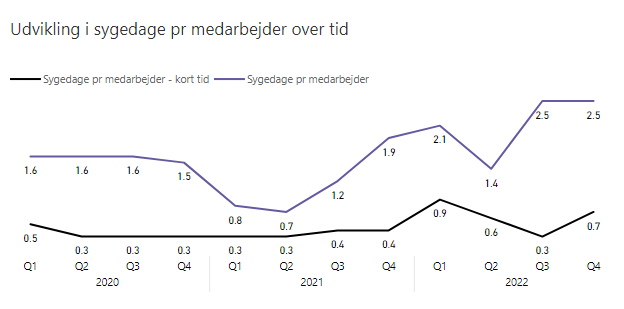 Udvikling i sygedage pr medarbejder over tid
Sygedage pr medarbejder - kort tid Sygedage pr medarbejder
2.5 2.5
2.1
1.9
1.6 1.6 1.6 1.5
1.4
1.2
0.8 0.7
0.9
0.5 0.3 0.3 0.3 0.3 0.3 0.4 0.4 0.6 0.3 0.7
Q1 Q2 Q3 Q4 Q1 Q2 Q3 Q4 Q1 Q2 Q3 Q4
2020 2021 2022